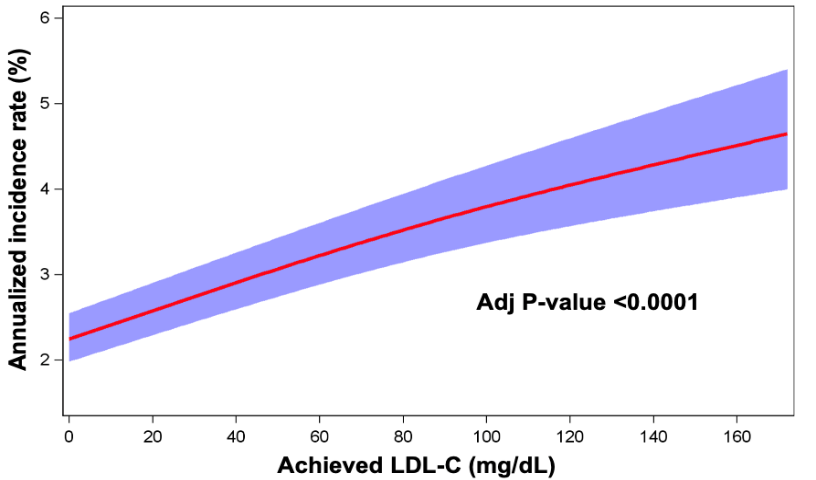 Annualized incidence rate (%)
6
5
4
3
2
Adj P-value <0.0001
0 20 40 60 80 100 120 140 160
Achieved LDL-C (mg/dL)